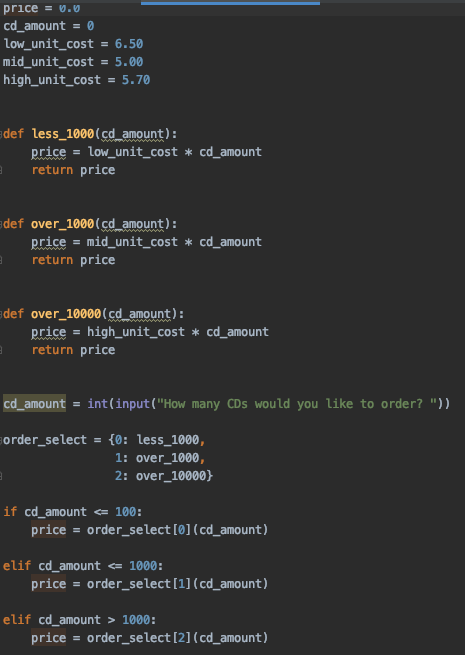 price = 0.0
cd_amount = 0
low_unit_cost = 6.50
mid_unit_cost = 5.00
high_unit_cost = 5.70
def less_1000(cd_amount):
    price = low_unit_cost * cd_amount
    return price
def over_1000(cd_amount):
    price = mid_unit_cost * cd_amount
    return price
def over_10000(cd_amount):
    price = high_unit_cost * cd_amount
    return price
cd_amount = int(input("How many CDs would you like to order? "))
order_select = {0: less_1000,
                1: over_1000,
                2: over_10000}
if cd_amount <= 100:
    price = order_select[0](cd_amount)
elif cd_amount <= 1000:
    price = order_select[1](cd_amount)
elif cd_amount > 1000:
    price = order_select[2](cd_amount)